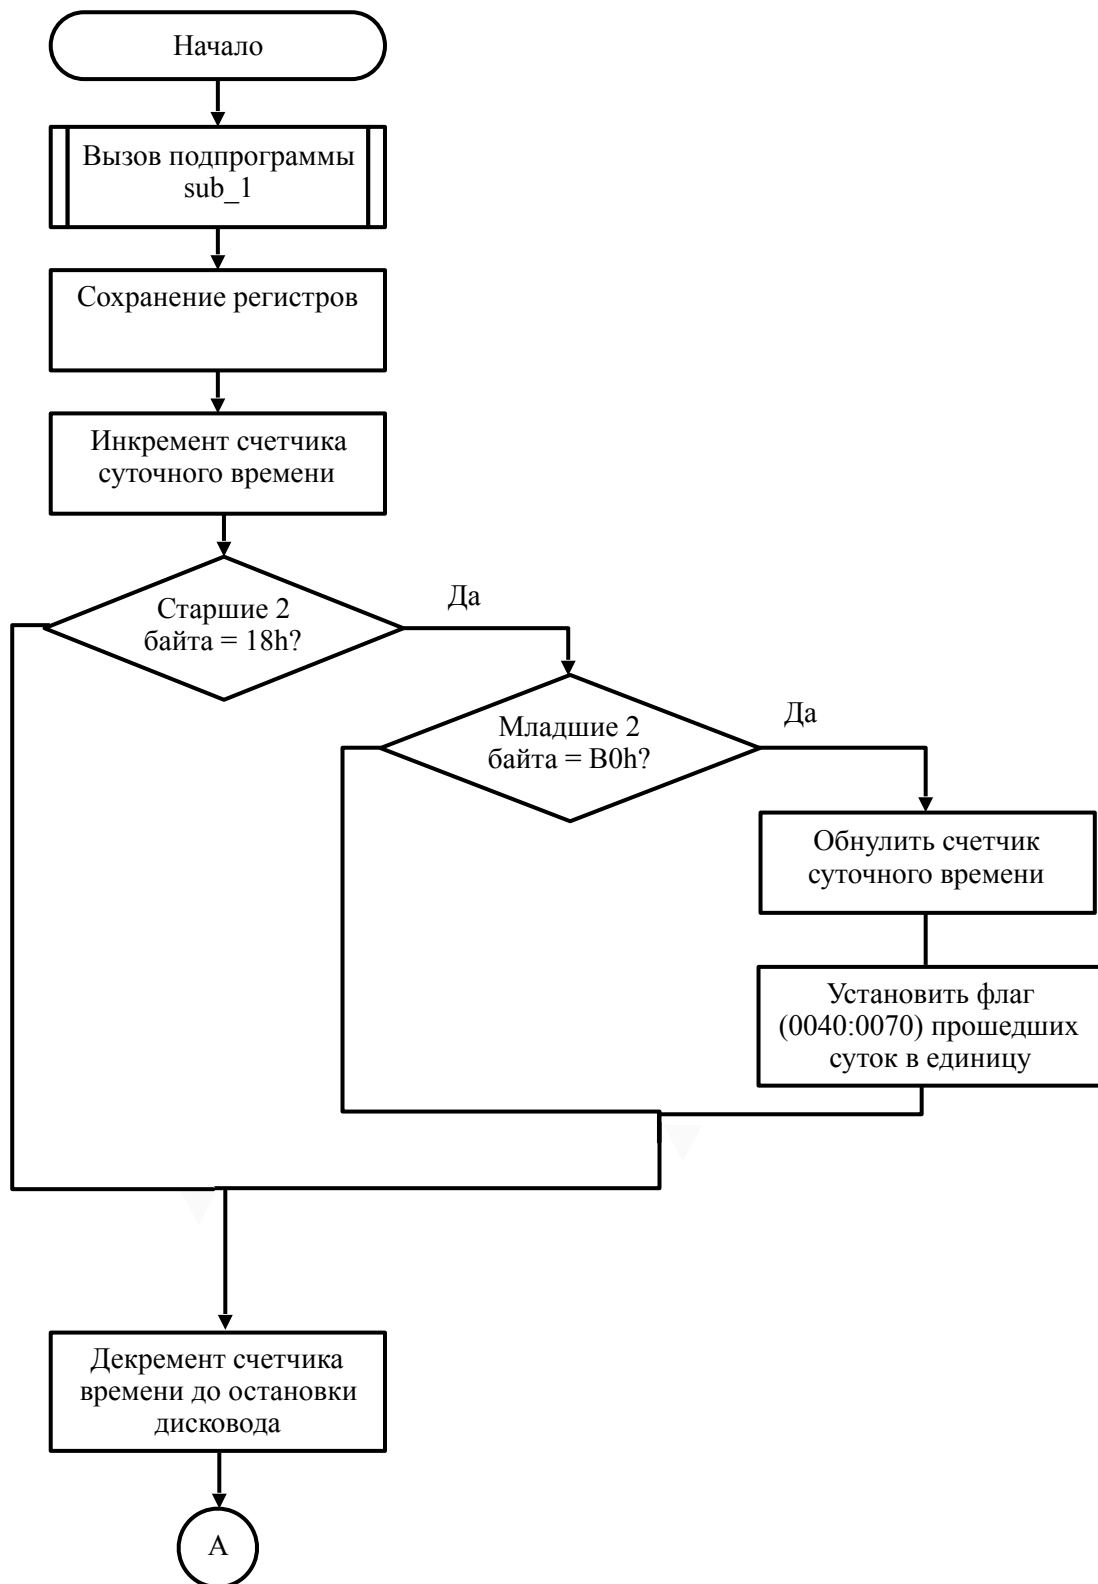 Начало
Вызов подпрограммы
sub_1
Сохранение регистров
Инкремент счетчика
суточного времени
Старшие 2
байта = 18h?
Да
Младшие 2
байта = B0h?
Да
Обнулить счетчик
суточного времени
Установить флаг
(0040:0070) прошедших
суток в единицу
Декремент счетчика
времени до остановки
дисковода
А